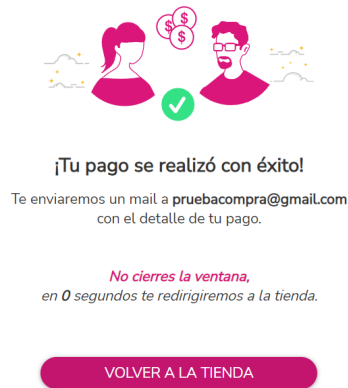 $
$
$
¡Tu pago se realizó con éxito!
Te enviaremos un mail a pruebacompra@gmail.com
con el detalle de tu pago.
No cierres la ventana,
en 0 segundos te redirigiremos a la tienda.
VOLVER A LA TIENDA